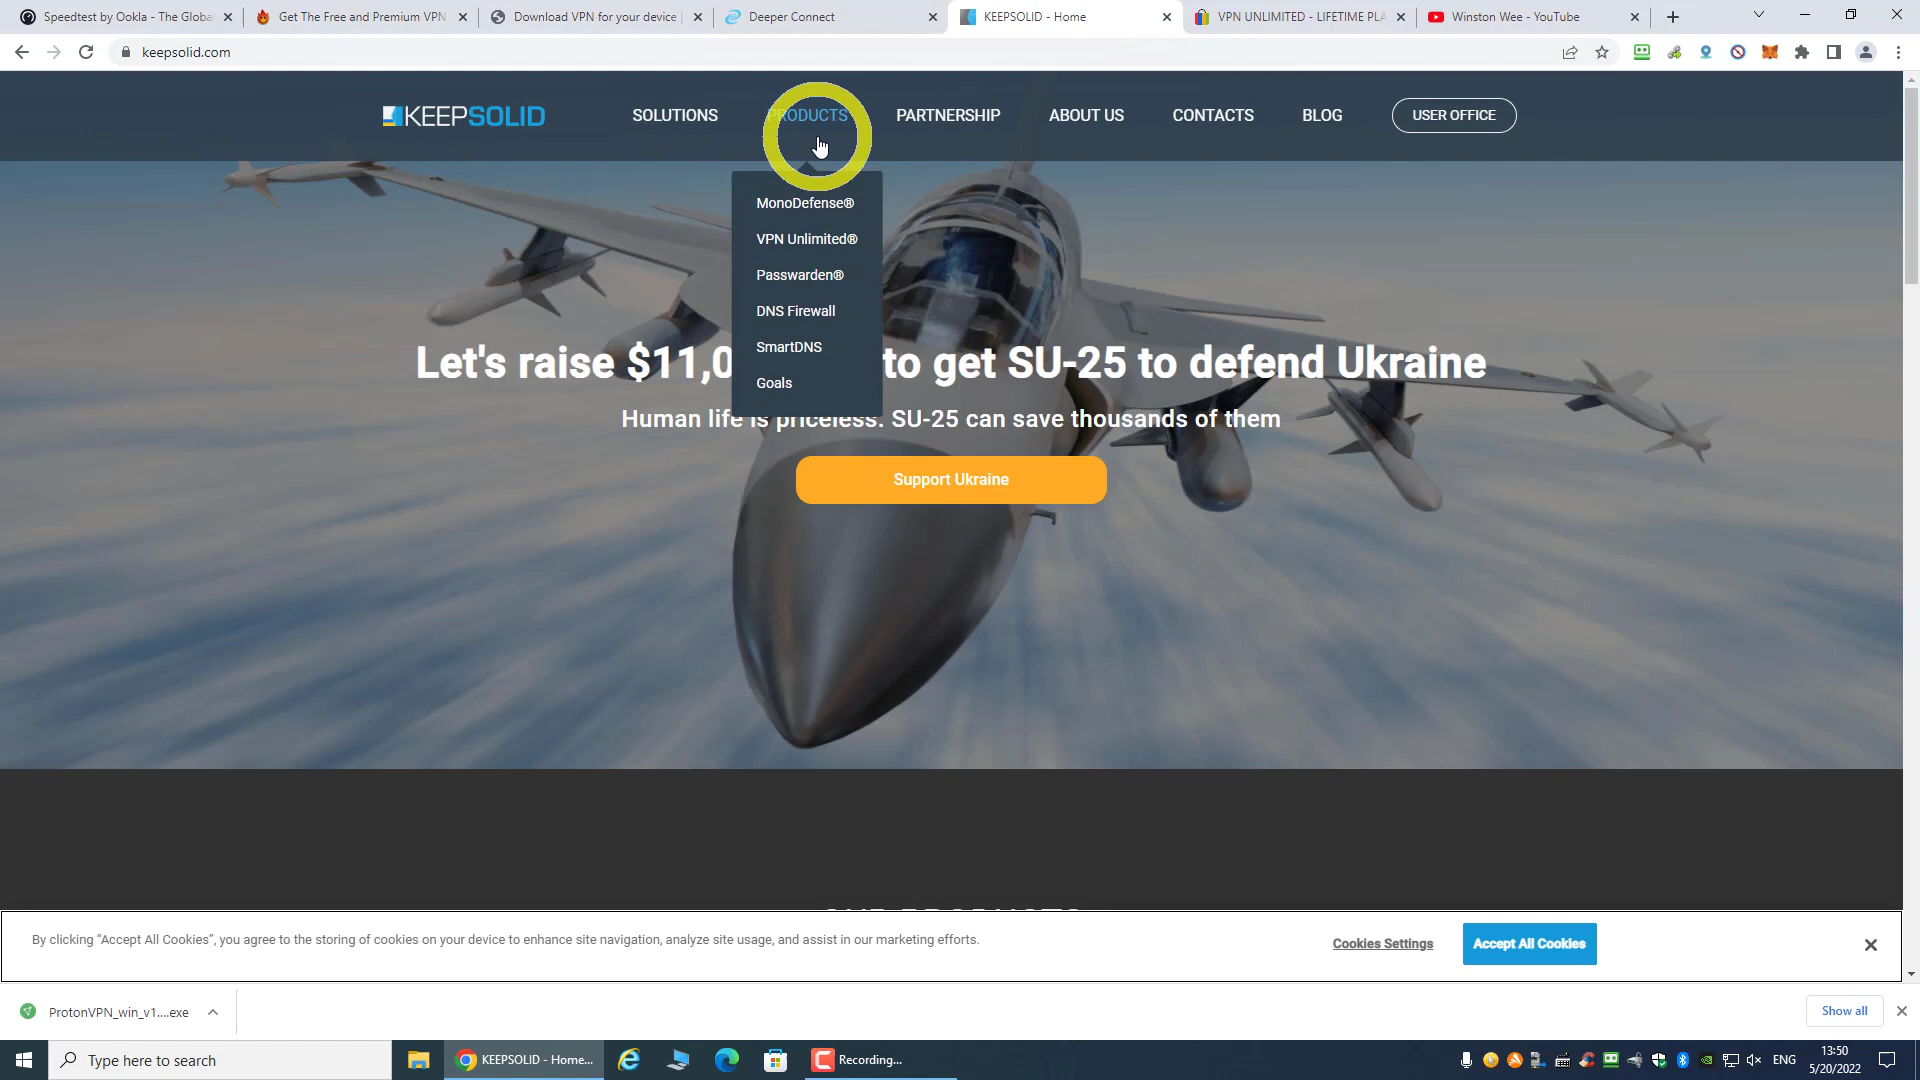 Speedtest by Ookla - The Global
Get The Free and Premium VPN
Download VPN for your device |
Deeper Connect
KEEPSOLID - Home
VPN UNLIMITED - LIFETIME PLA
Winston Wee - YouTube
keepsolid.com
KEEPSOLID
SOLUTIONS
PRODUCTS
PARTNERSHIP
ABOUT US
CONTACTS
BLOG
USER OFFICE
MonoDefense®
VPN Unlimited®
Passwarden®
DNS Firewall
SmartDNS
Goals
Let's raise $11,0 to get SU-25 to defend Ukraine
Human life is priceless. SU-25 can save thousands of them
Support Ukraine
OUR PRODUCTS
By clicking “Accept All Cookies”, you agree to the storing of cookies on your device to enhance site navigation, analyze site usage, and assist in our marketing efforts.
Cookies Settings
Accept All Cookies
ProtonVPN_win_v1....exe
Show all
Type here to search
KEEPSOLID - Home...
Recording...
ENG
13:50
5/20/2022